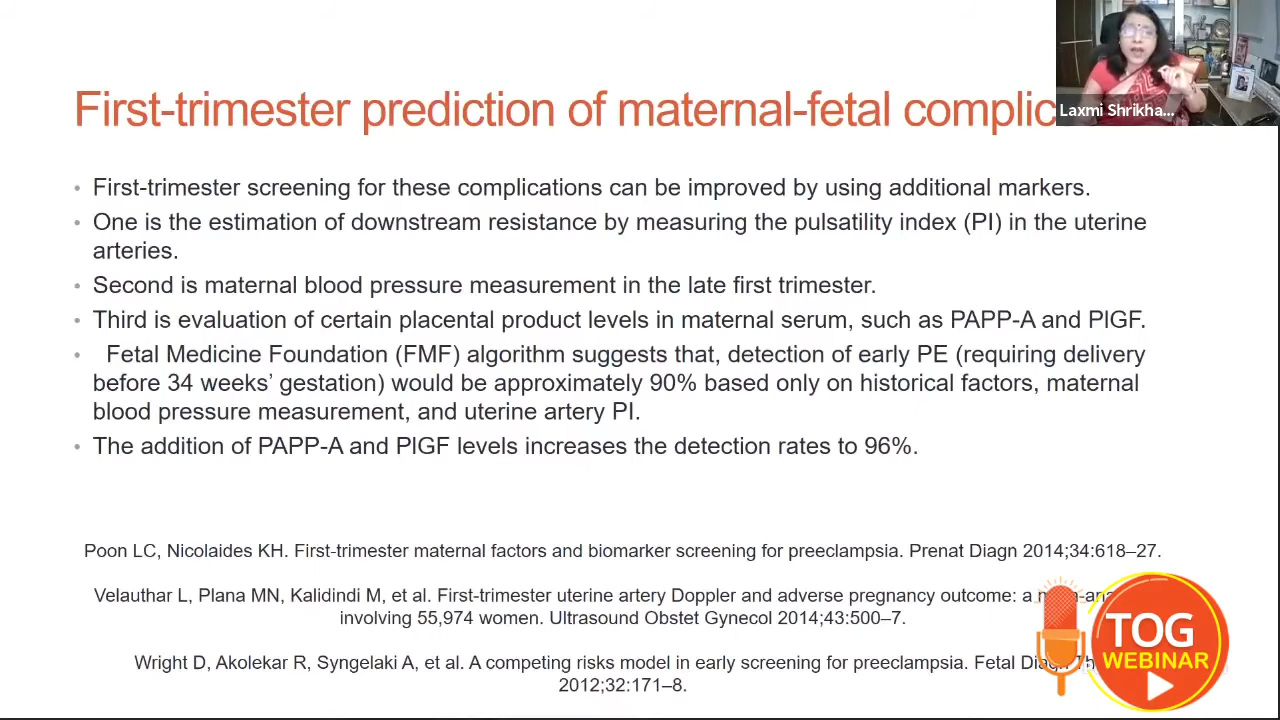 First-trimester prediction of maternal-fetal complic
Laxmi Shrikha...
• First-trimester screening for these complications can be improved by using additional markers.
• One is the estimation of downstream resistance by measuring the pulsatility index (PI) in the uterine
arteries.
• Second is maternal blood pressure measurement in the late first trimester.
• Third is evaluation of certain placental product levels in maternal serum, such as PAPP-A and PlGF.
• Fetal Medicine Foundation (FMF) algorithm suggests that, detection of early PE (requiring delivery
before 34 weeks’ gestation) would be approximately 90% based only on historical factors, maternal
blood pressure measurement, and uterine artery PI.
• The addition of PAPP-A and PlGF levels increases the detection rates to 96%.
Poon LC, Nicolaides KH. First-trimester maternal factors and biomarker screening for preeclampsia. Prenat Diagn 2014;34:618–27.
Velauthar L, Plana MN, Kalidindi M, et al. First-trimester uterine artery Doppler and adverse pregnancy outcome: a
involving 55,974 women. Ultrasound Obstet Gynecol 2014;43:500–7.
Wright D, Akolekar R, Syngelaki A, et al. A competing risks model in early screening for preeclampsia. Fetal
2012;32:171–8.
TOG
WEBINAR